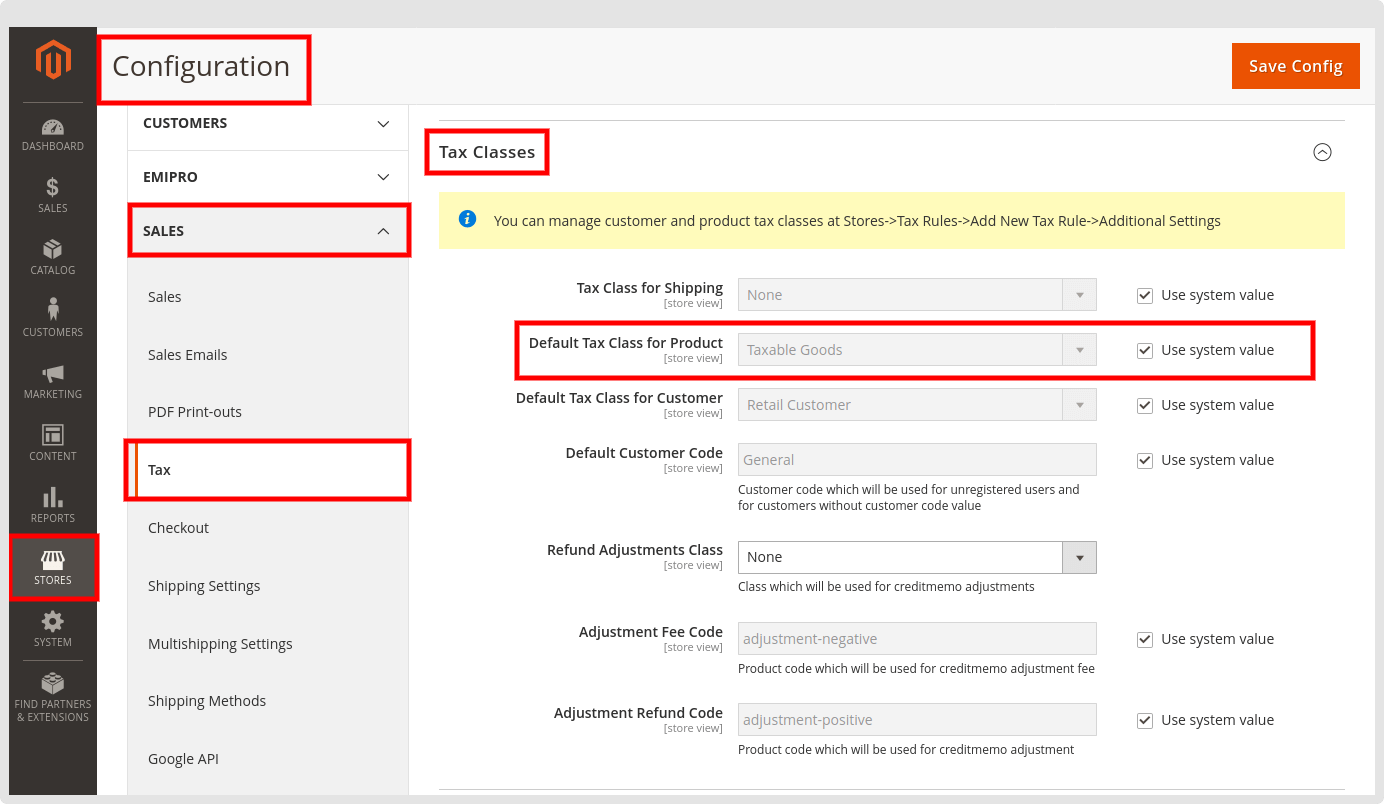 Configuration
Save Config
DASHBOARD
SALES
CATALOG
CUSTOMERS
MARKETING
CONTENT
REPORTS
STORES
SYSTEM
FIND PARTNERS
& EXTENSIONS
CUSTOMERS
EMIPRO
SALES
Sales
Sales Emails
PDF Print-outs
Tax
Checkout
Shipping Settings
Multishipping Settings
Shipping Methods
Google API
Tax Classes
You can manage customer and product tax classes at Stores->Tax Rules->Add New Tax Rule->Additional Settings
Tax Class for Shipping
[store view]
None
Use system value
Default Tax Class for Product
[store view]
Taxable Goods
Use system value
Default Tax Class for Customer
[store view]
Retail Customer
Use system value
Default Customer Code
[store view]
General
Use system value
Customer code which will be used for unregistered users and
for customers without customer code value
Refund Adjustments Class
[store view]
None
Class which will be used for creditmemo adjustments
Adjustment Fee Code
[store view]
adjustment-negative
Use system value
Product code which will be used for creditmemo adjustment fee
Adjustment Refund Code
[store view]
adjustment-positive
Use system value
Product code which will be used for creditmemo adjustment